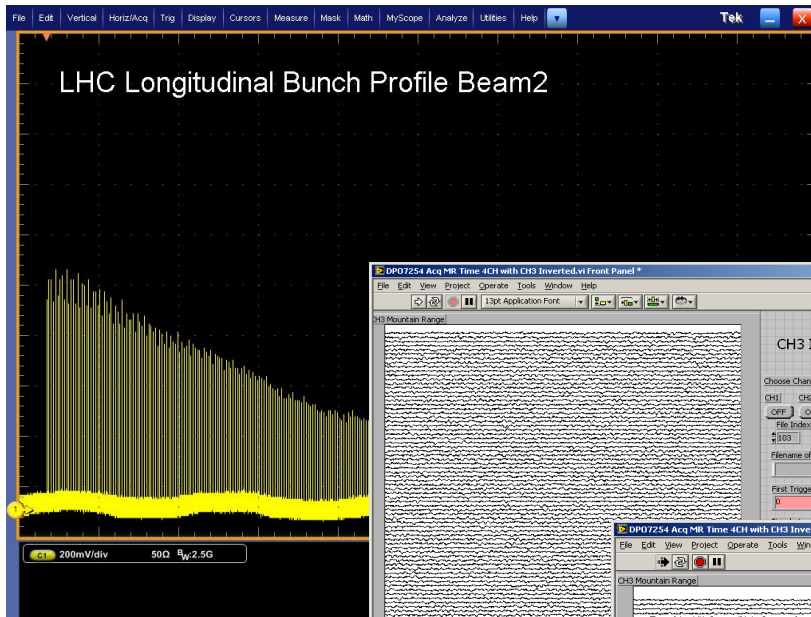 File Edit Vertical Horiz/Acq Trig Display Cursors Measure Mask Math MyScope Analyze Utilities Help Tek
LHC Longitudinal Bunch Profile Beam2
1
C1 200mV/div 50Ω BW:2.5G
DPO7254 Acq MR Time 4CH with CH3 Inverted.vi Front Panel *
File Edit View Project Operate Tools Window Help
13pt Application Font
CH3 Mountain Range
CH3 I
Choose Chan
CH1 CH2
OFF
File Index
103
Filename of
First Trigge
0
DPO7254 Acq MR Time 4CH with CH3 Inve
File Edit View Project Operate Tools Win
CH3 Mountain Range